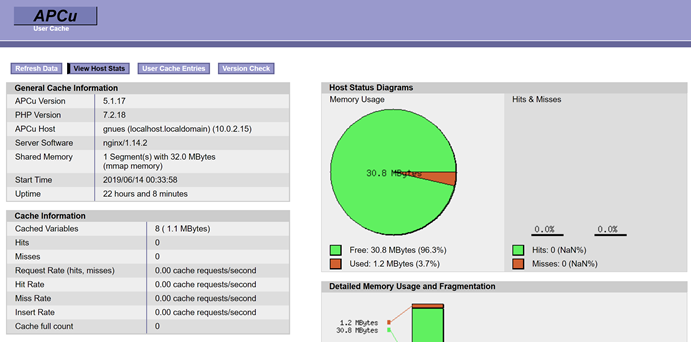 APCu
User Cache
Refresh Data
View Host Stats
User Cache Entries
Version Check
General Cache Information
APCu Version 5.1.17
PHP Version 7.2.18
APCu Host gnues (localhost.localdomain) (10.0.2.15)
Server Software nginx/1.14.2
Shared Memory 1 Segment(s) with 32.0 MBytes
(mmap memory)
Start Time 2019/06/14 00:33:58
Uptime 22 hours and 8 minutes
Cache Information
Cached Variables 8 ( 1.1 MBytes)
Hits 0
Misses 0
Request Rate (hits, misses) 0.00 cache requests/second
Hit Rate 0.00 cache requests/second
Miss Rate 0.00 cache requests/second
Insert Rate 0.00 cache requests/second
Cache full count 0
Host Status Diagrams
Memory Usage
Hits & Misses
30.8 MBytes
0.0% 0.0%
Free: 30.8 MBytes (96.3%)
Used: 1.2 MBytes (3.7%)
Hits: 0 (NaN%)
Misses: 0 (NaN%)
Detailed Memory Usage and Fragmentation
1.2 MBytes
30.8 MBytes